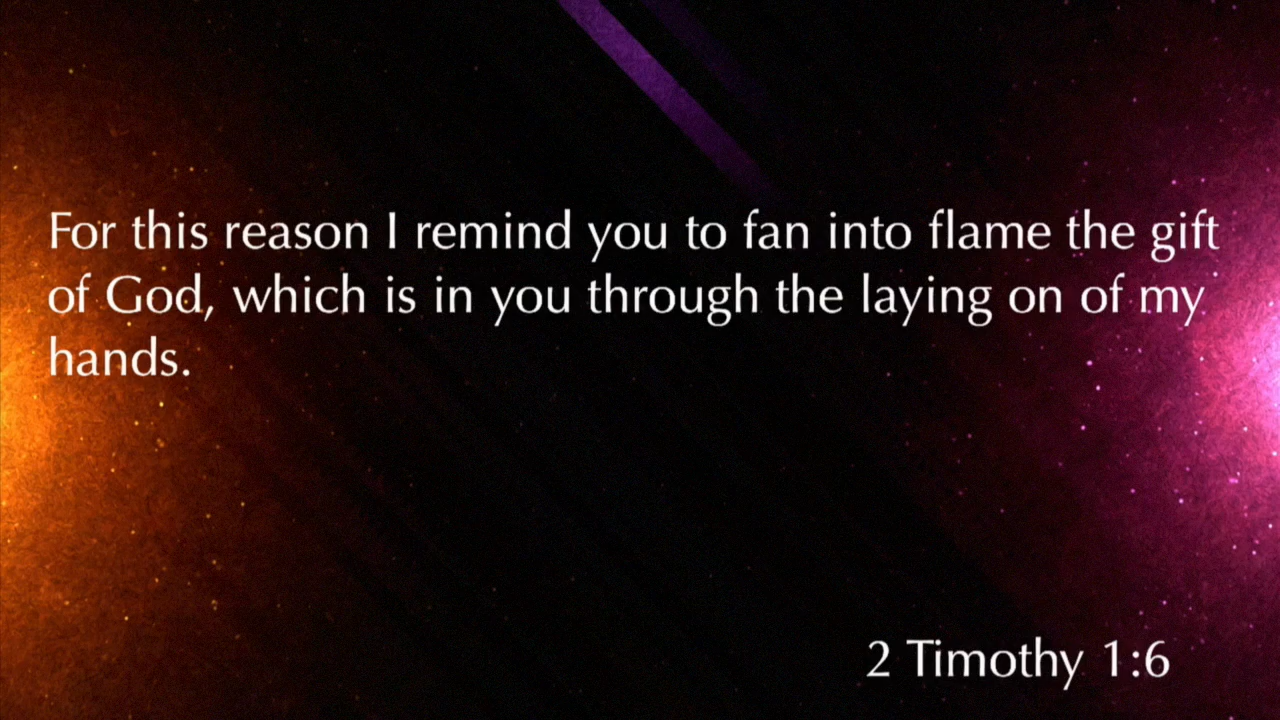 For this reason I remind you to fan into flame the gift
of God, which is in you through the laying on of my
hands.
2 Timothy 1:6